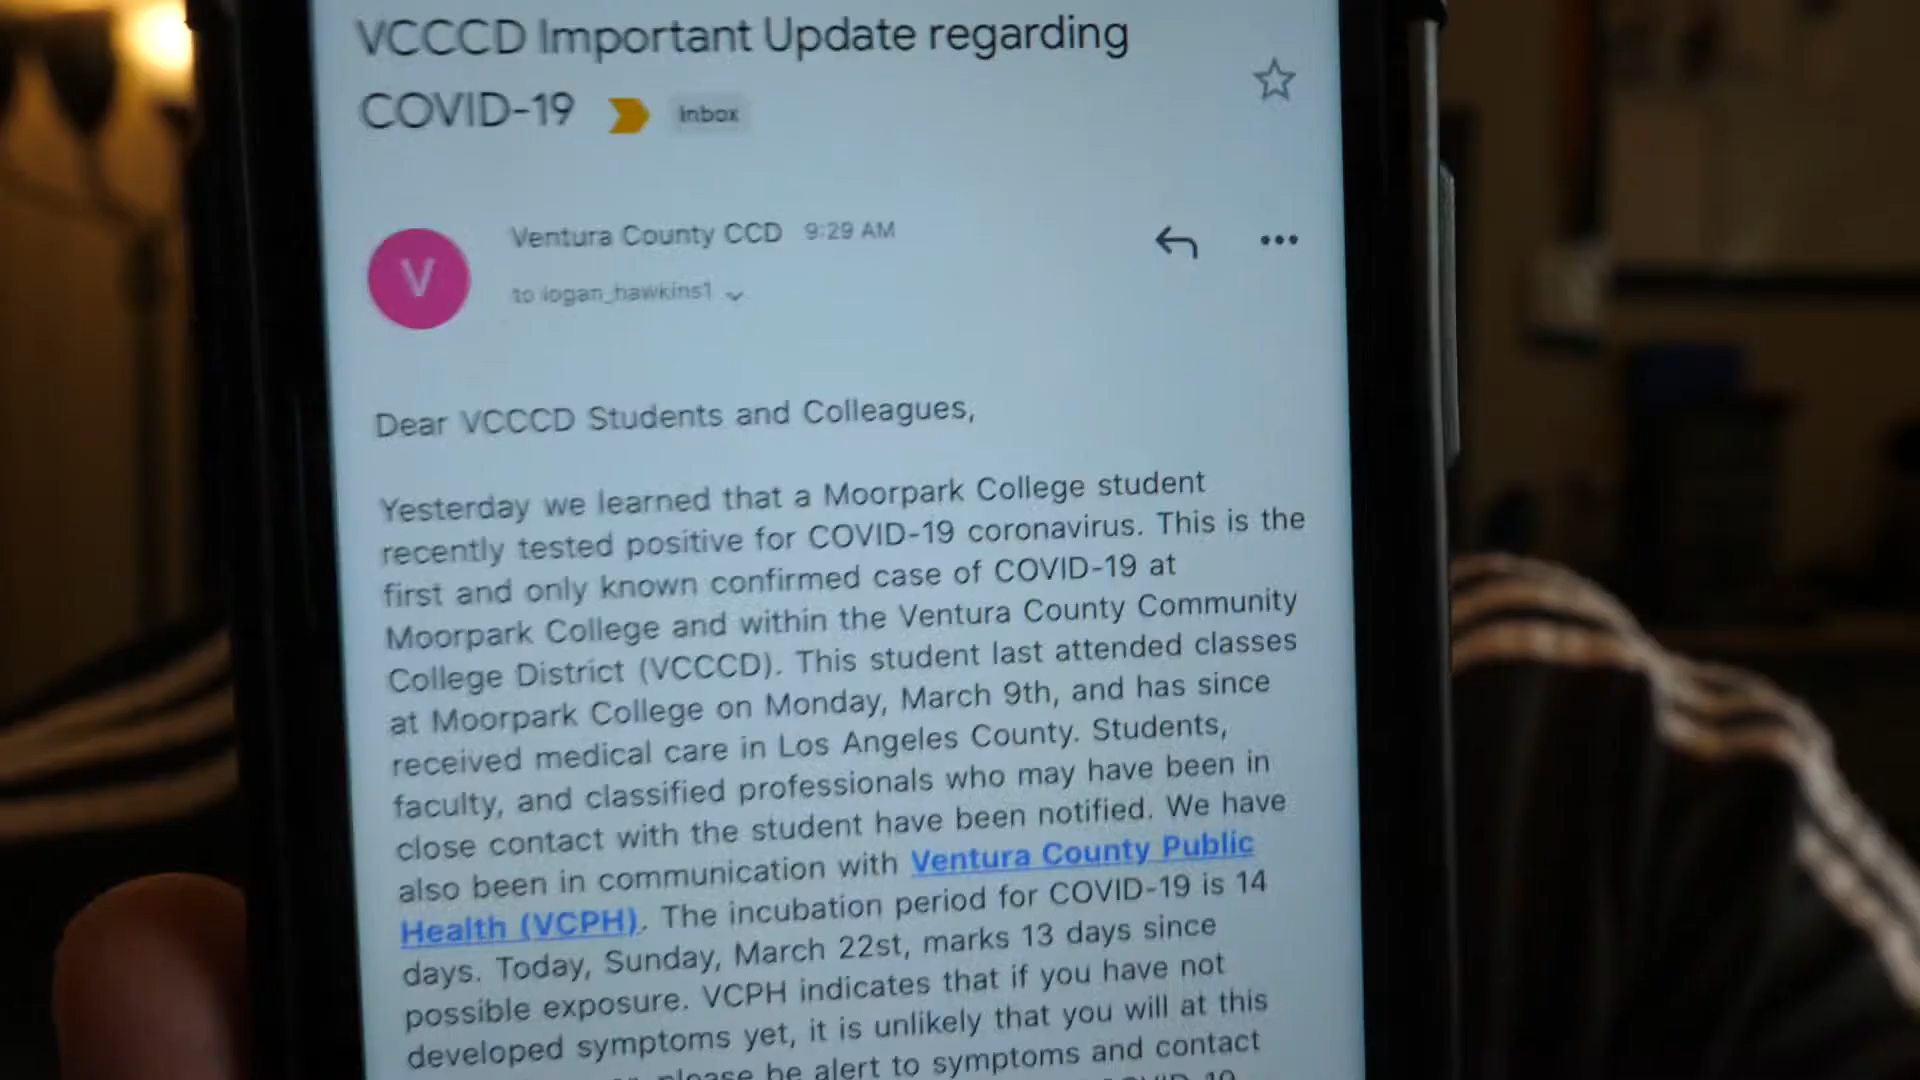 VCCCD Important Update regarding
COVID-19 Inbox
V
Ventura County CCD 9:29 AM
to logan_hawkins1
Dear VCCCD Students and Colleagues,
Yesterday we learned that a Moorpark College student
recently tested positive for COVID-19 coronavirus. This is the
first and only known confirmed case of COVID-19 at
Moorpark College and within the Ventura County Community
College District (VCCCD). This student last attended classes
at Moorpark College on Monday, March 9th, and has since
received medical care in Los Angeles County. Students,
faculty, and classified professionals who may have been in
close contact with the student have been notified. We have
also been in communication with Ventura County Public
Health (VCPH). The incubation period for COVID-19 is 14
days. Today, Sunday, March 22st, marks 13 days since
possible exposure. VCPH indicates that if you have not
developed symptoms yet, it is unlikely that you will at this
please be alert to symptoms and contact